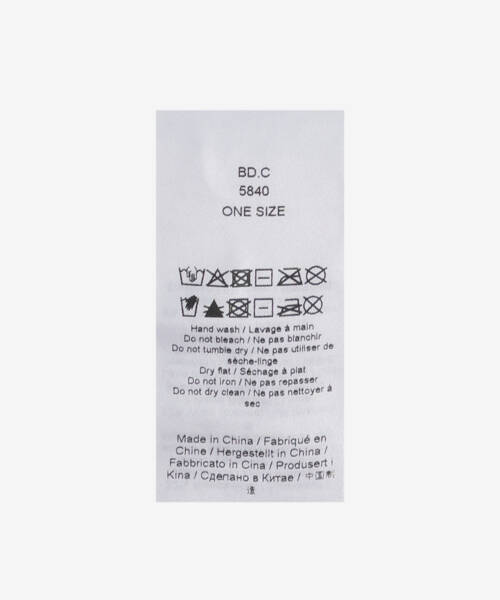 BD.C
5840
ONE SIZE
Hand wash / Lavage à main
Do not bleach / Ne pas blanchir
Do not tumble dry / Ne pas utiliser de
sèche-linge
Dry flat / Séchage à plat
Do not iron / Ne pas repasser
Do not dry clean / Ne pas nettoyer à
sec
Made in China / Fabriqué en
Chine / Hergestellt in China /
Fabbricato in Cina / Produsert i
Kina / Сделано в Китае / 中国制
造